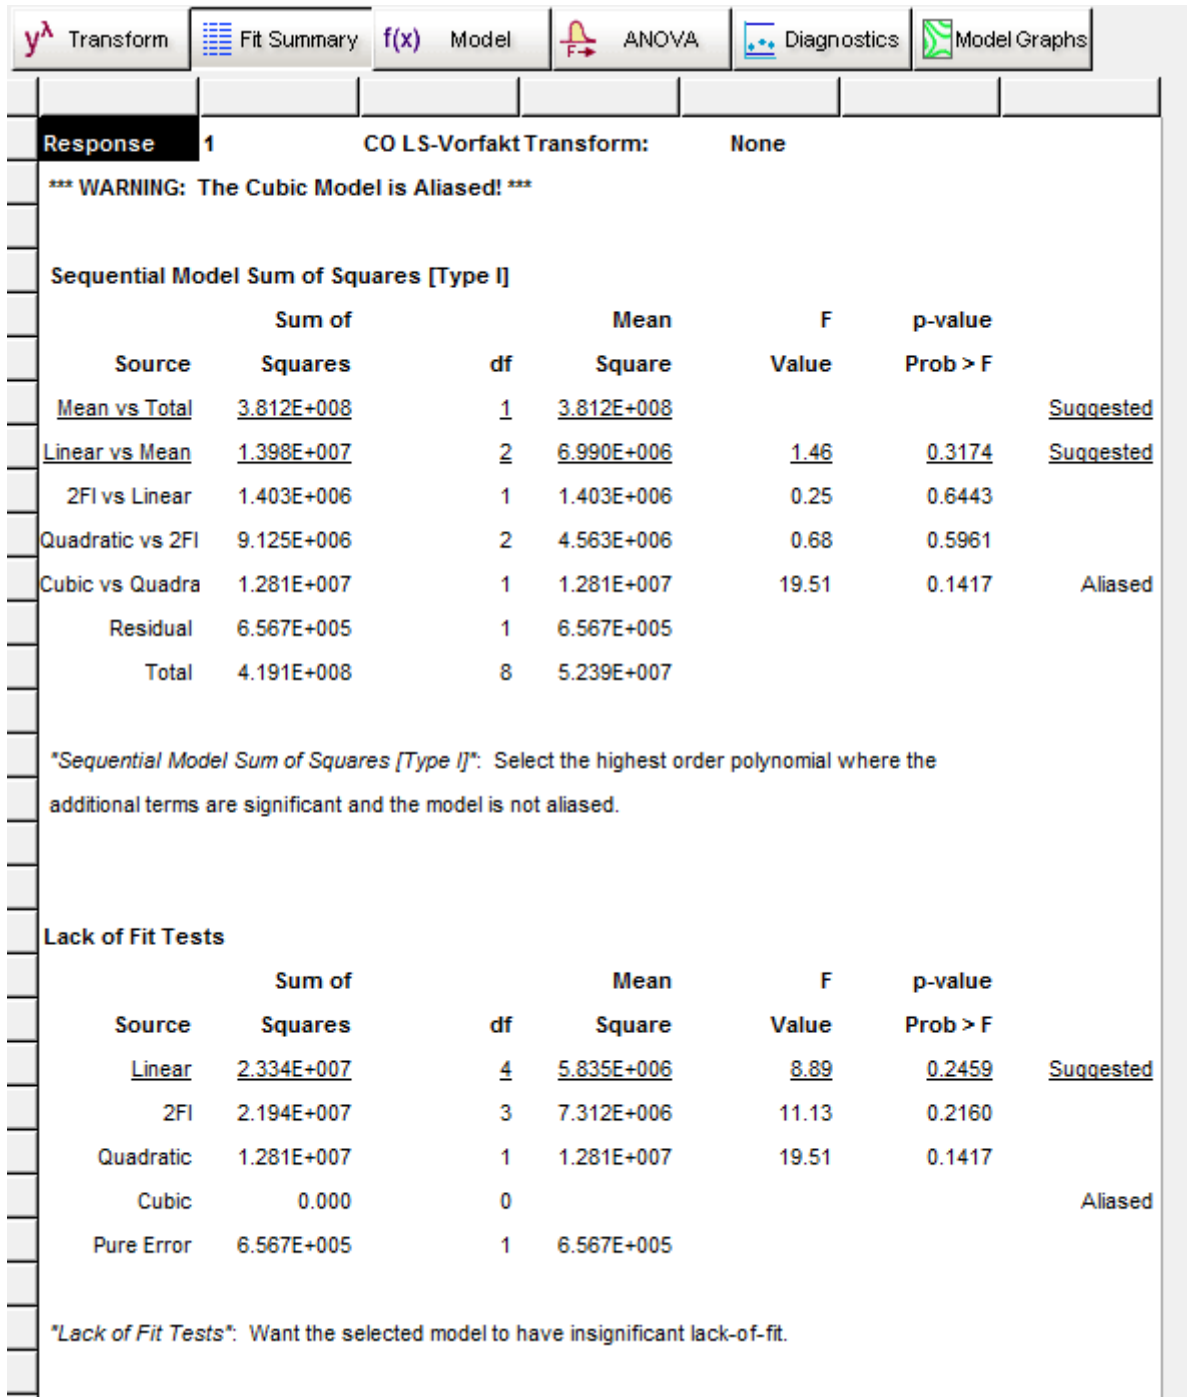 yλ Transform Fit Summary f(x) Model F ANOVA Diagnostics Model Graphs
Response 1 CO LS-Vorfakt Transform: None
*** WARNING: The Cubic Model is Aliased! ***
Sequential Model Sum of Squares [Type I]
Sum of Mean F p-value
Source Squares df Square Value Prob > F
Mean vs Total 3.812E+008 1 3.812E+008 Suggested
Linear vs Mean 1.398E+007 2 6.990E+006 1.46 0.3174 Suggested
2FI vs Linear 1.403E+006 1 1.403E+006 0.25 0.6443
Quadratic vs 2FI 9.125E+006 2 4.563E+006 0.68 0.5961
Cubic vs Quadra 1.281E+007 1 1.281E+007 19.51 0.1417 Aliased
Residual 6.567E+005 1 6.567E+005
Total 4.191E+008 8 5.239E+007
"Sequential Model Sum of Squares [Type I]": Select the highest order polynomial where the
additional terms are significant and the model is not aliased.
Lack of Fit Tests
Sum of Mean F p-value
Source Squares df Square Value Prob > F
Linear 2.334E+007 4 5.835E+006 8.89 0.2459 Suggested
2FI 2.194E+007 3 7.312E+006 11.13 0.2160
Quadratic 1.281E+007 1 1.281E+007 19.51 0.1417
Cubic 0.000 0 Aliased
Pure Error 6.567E+005 1 6.567E+005
"Lack of Fit Tests": Want the selected model to have insignificant lack-of-fit.